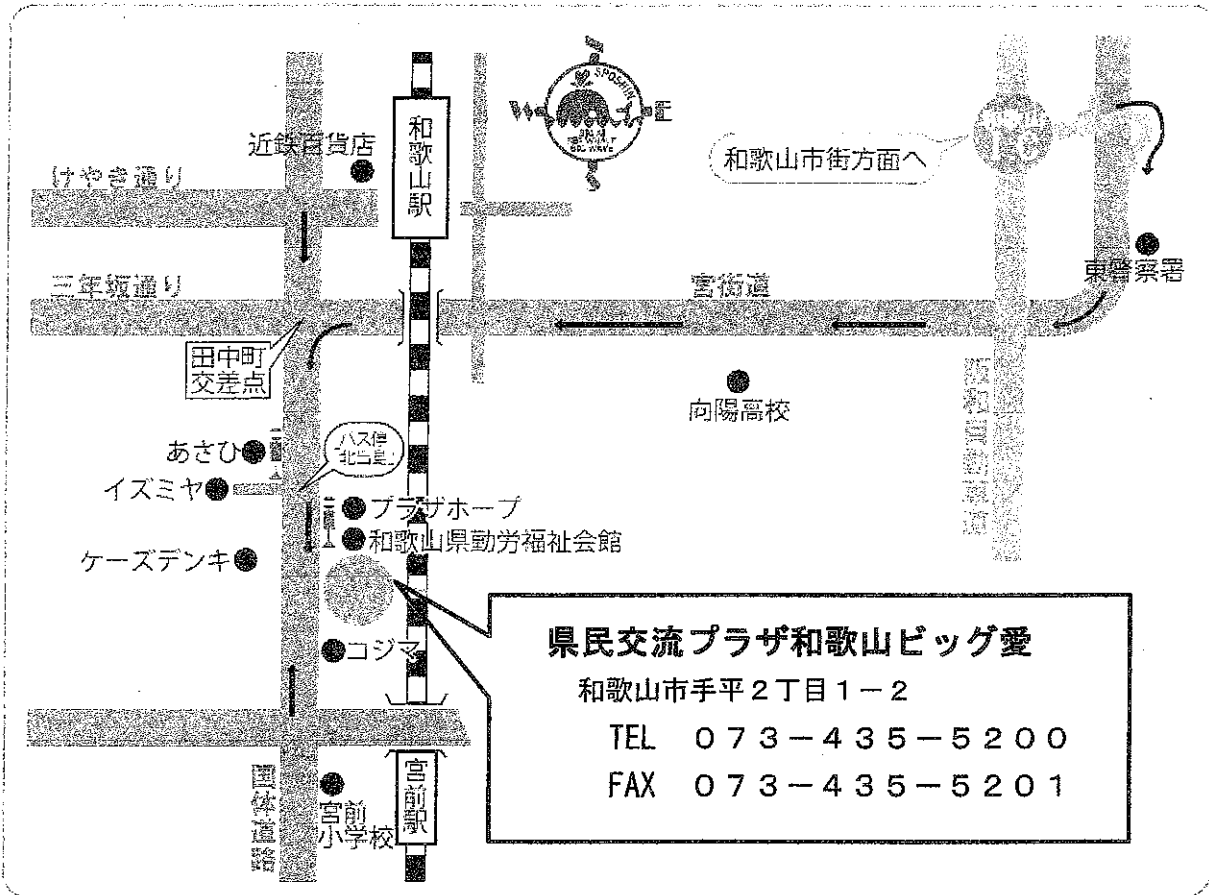 近鉄百貨店
和歌山駅
けやき通り
W
E
S
和歌山市街方面へ
東警察署
三年坂通り
宮街道
田中町
交差点
向陽高校
阪和自動車道
あさひ
バス停
イズミヤ
プラザホープ
和歌山県勤労福祉会館
ケーズデンキ
コジマ
県民交流プラザ和歌山ビッグ愛
和歌山市手平2丁目1-2
TEL 073-435-5200
FAX 073-435-5201
国体道路
宮前
小学校
宮前駅